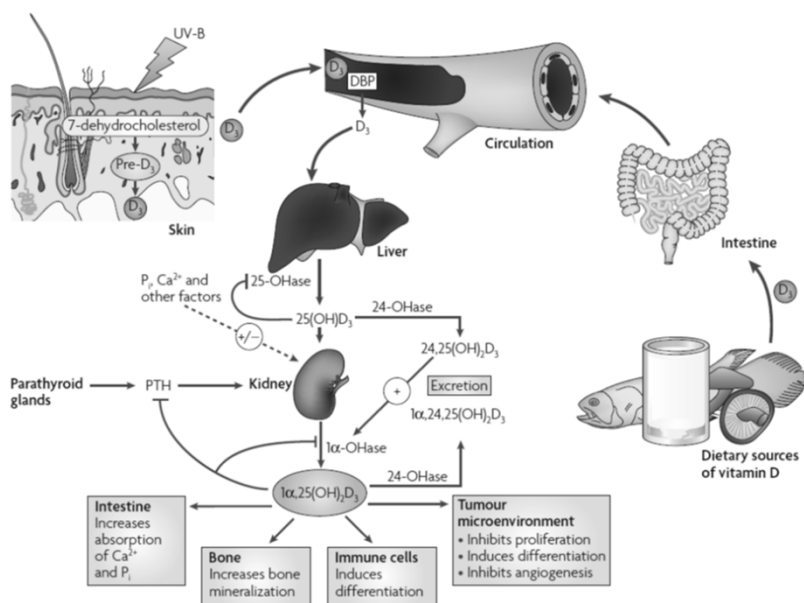 UV-B
7-dehydrocholesterol
Pre-D₃
D₃
Skin
D₃
D₃
DBP
D₃
Circulation
Intestine
D₃
Dietary sources
of vitamin D
Liver
25-OHase
Pᵢ, Ca²⁺ and
other factors
+/−
25(OH)D₃
24-OHase
24,25(OH)₂D₃
+
Excretion
1α,24,25(OH)₂D₃
Parathyroid
glands
PTH
Kidney
1α-OHase
24-OHase
1α,25(OH)₂D₃
Intestine
Increases
absorption
of Ca²⁺
and Pᵢ
Bone
Increases bone
mineralization
Immune cells
Induces
differentiation
Tumour
microenvironment
• Inhibits proliferation
• Induces differentiation
• Inhibits angiogenesis